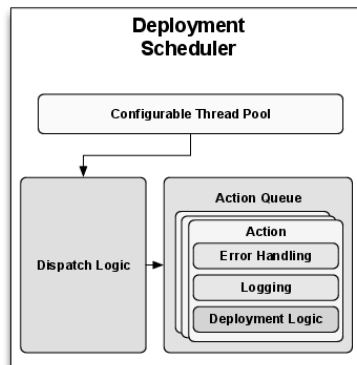 Deployment
Scheduler
Configurable Thread Pool
Dispatch Logic
Action Queue
Action
Error Handling
Logging
Deployment Logic